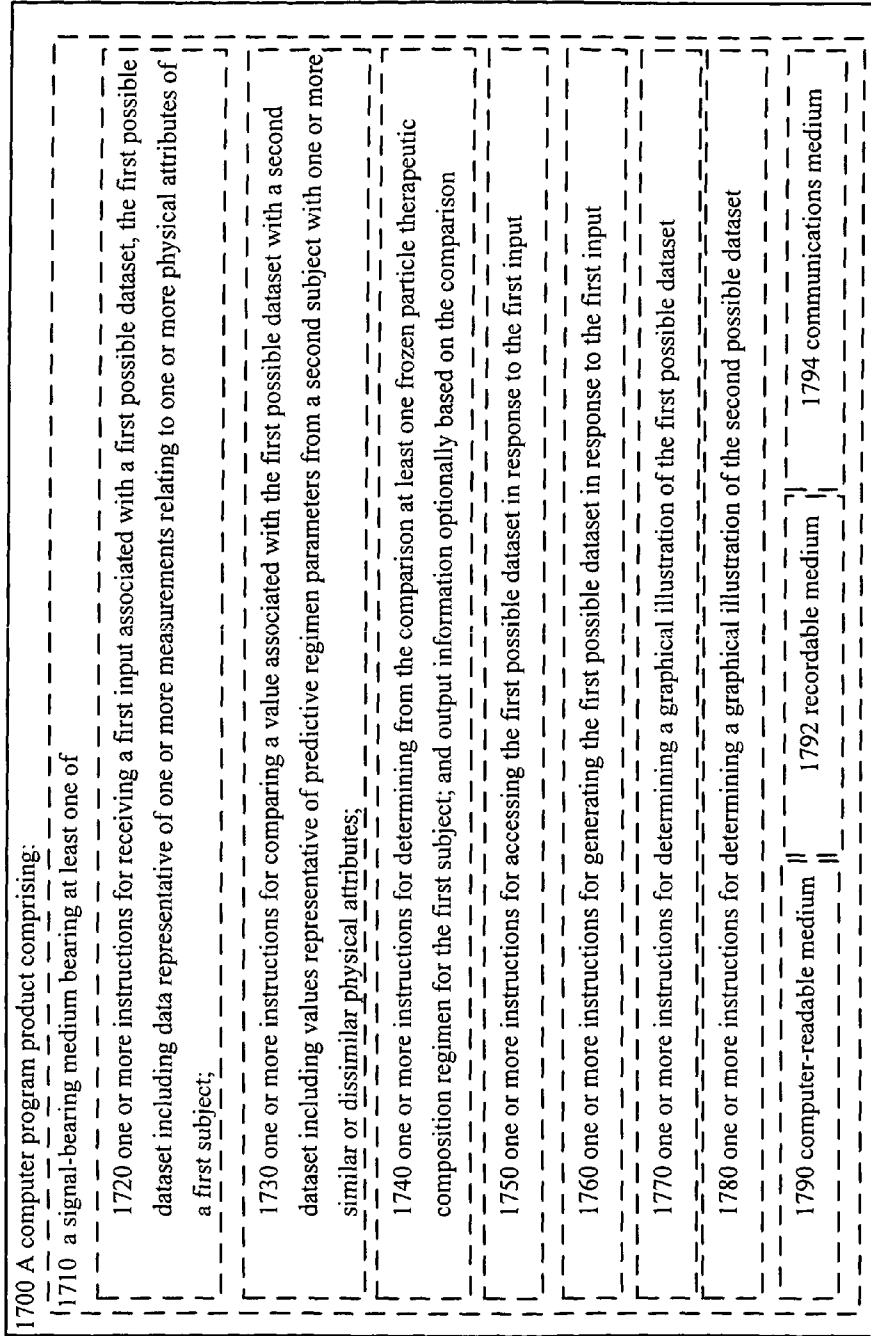 1700 A computer program product comprising:
1710 a signal-bearing medium bearing at least one of
1720 one or more instructions for receiving a first input associated with a first possible dataset, the first possible
dataset including data representative of one or more measurements relating to one or more physical attributes of
a first subject;
1730 one or more instructions for comparing a value associated with the first possible dataset with a second
dataset including values representative of predictive regimen parameters from a second subject with one or more
similar or dissimilar physical attributes;
1740 one or more instructions for determining from the comparison at least one frozen particle therapeutic
composition regimen for the first subject; and output information optionally based on the comparison
1750 one or more instructions for accessing the first possible dataset in response to the first input
1760 one or more instructions for generating the first possible dataset in response to the first input
1770 one or more instructions for determining a graphical illustration of the first possible dataset
1780 one or more instructions for determining a graphical illustration of the second possible dataset
1790 computer-readable medium
1792 recordable medium
1794 communications medium